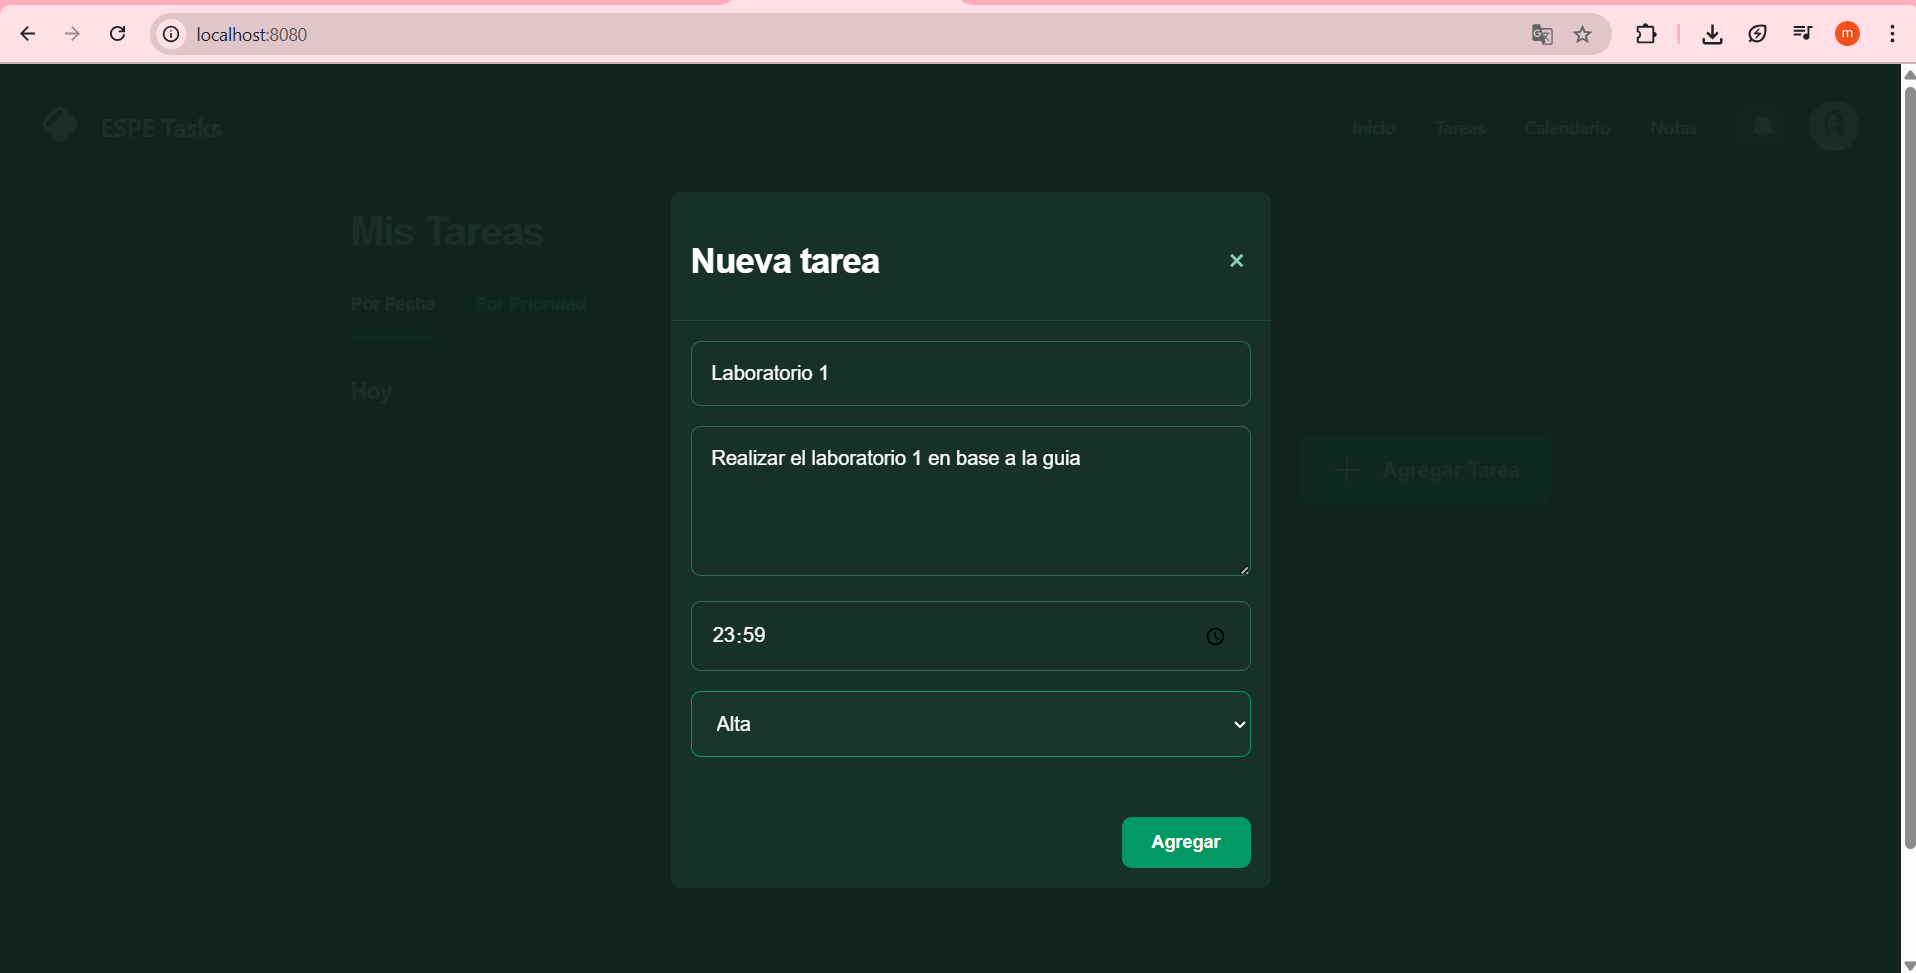 localhost:8080
m
ESPE Tasks
Inicio Tareas Calendario Notas
Mis Tareas
Por Fecha Por Prioridad
Hoy
Agregar Tarea
Nueva tarea
Laboratorio 1
Realizar el laboratorio 1 en base a la guia
23:59
Alta
Agregar